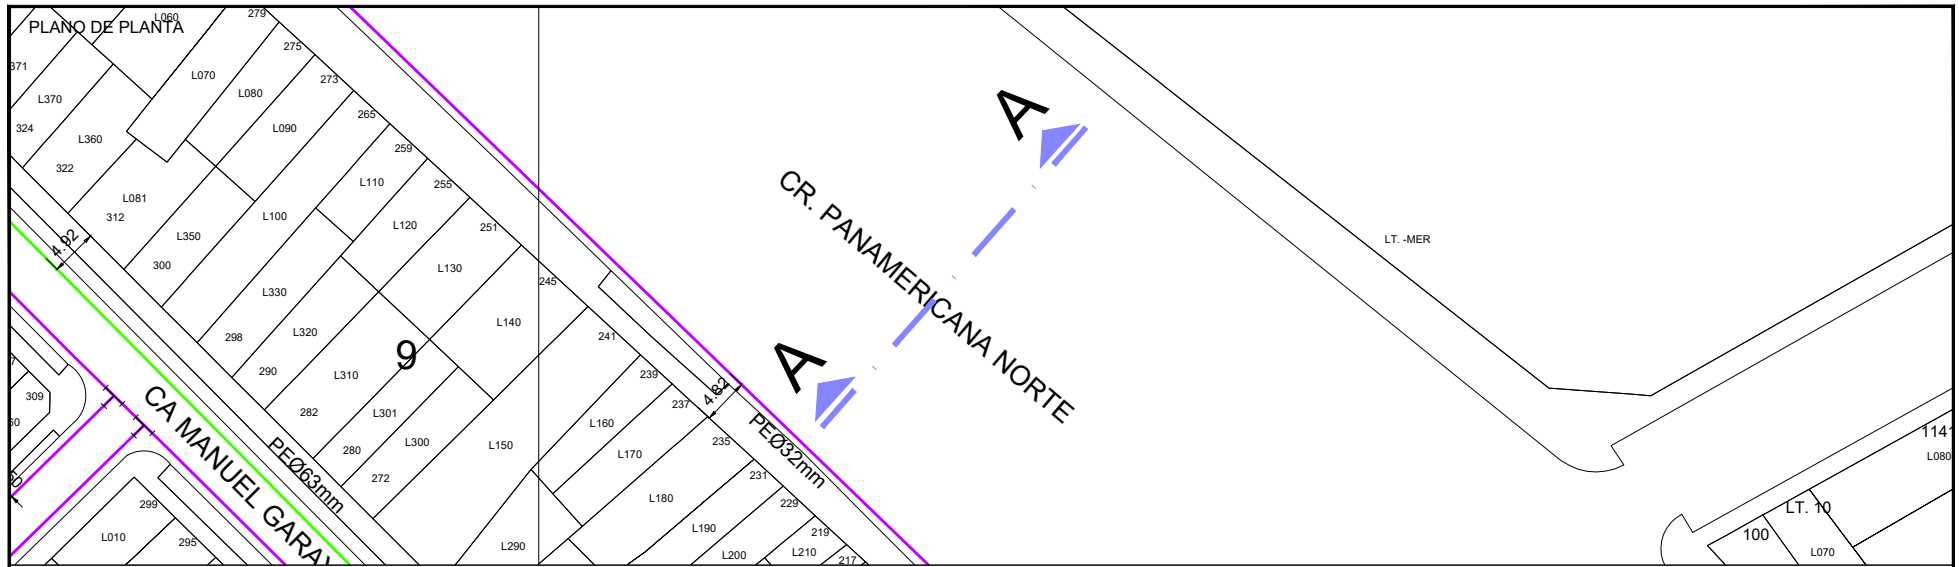 PLANO DE PLANTA
L060
279
275
273
265
259
255
251
245
241
239
237
235
231
229
219
217
371
L370
324
L360
322
L070
L080
L090
L081
312
L350
300
L100
L110
L120
L130
L140
L330
298
L320
290
L310
282
L301
280
L300
272
9
L150
L160
L170
L180
L190
L200
L210
L290
4.92
4.82
309
299
L010
295
CA MANUEL GARAY
PEØ63mm
PEØ32mm
A
A
CR. PANAMERICANA NORTE
LT. -MER
1141
L080
LT. 10
100
L070